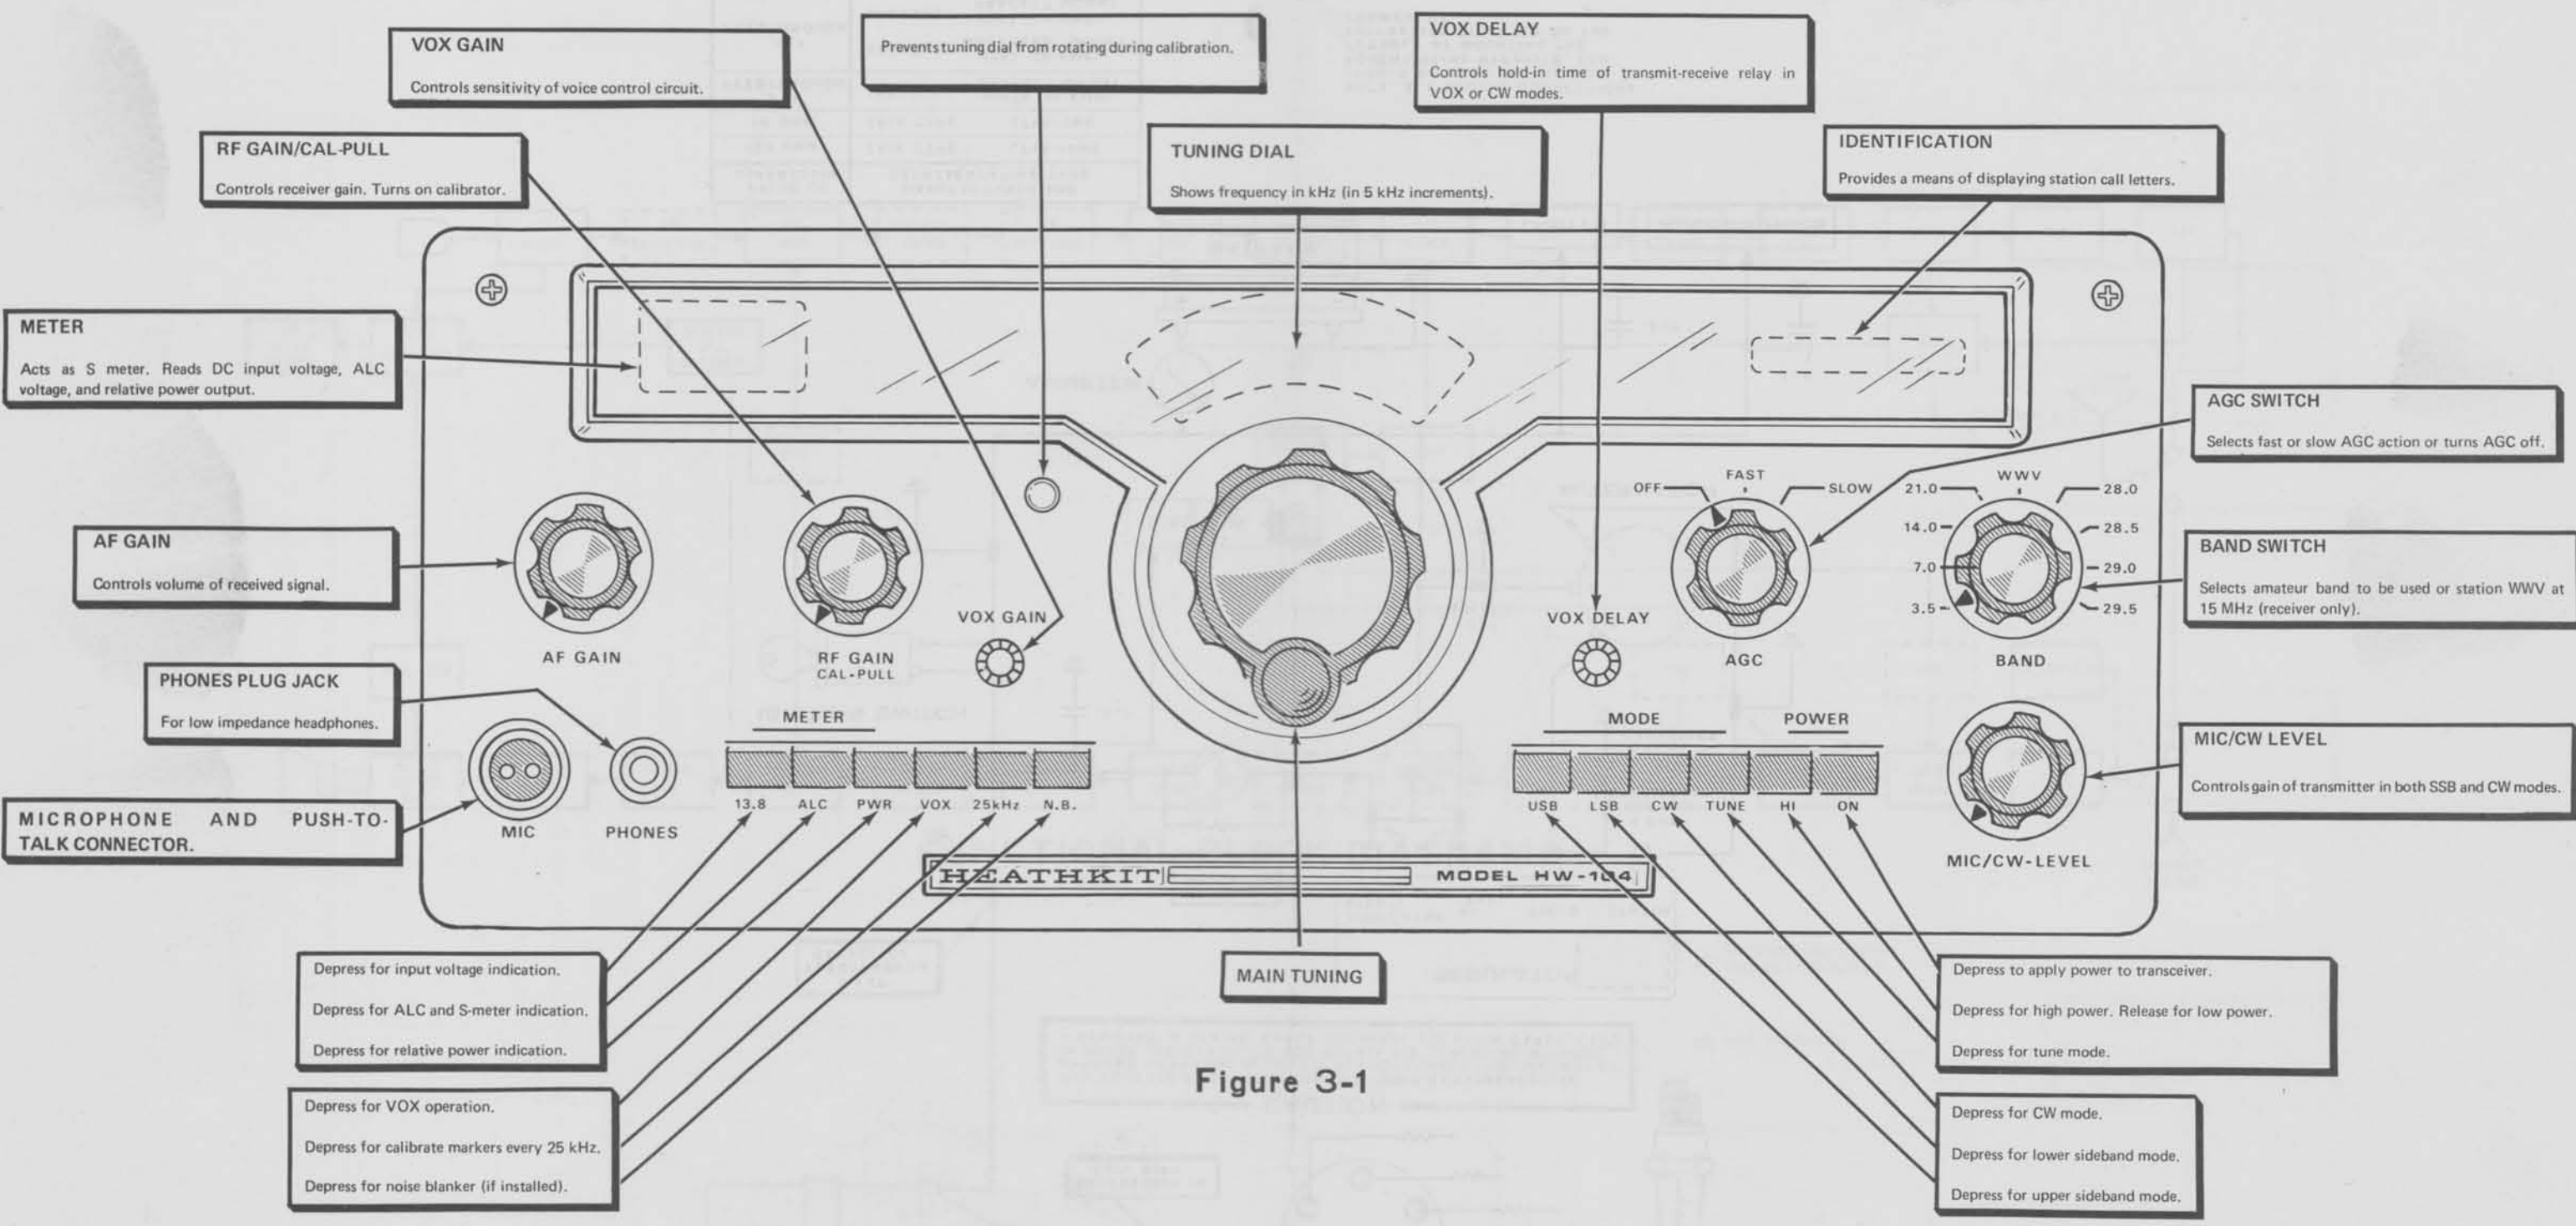 VOX GAIN
Controls sensitivity of voice control circuit.
Prevents tuning dial from rotating during calibration.
VOX DELAY
Controls hold-in time of transmit-receive relay in
VOX or CW modes.
RF GAIN/CAL-PULL
Controls receiver gain. Turns on calibrator.
TUNING DIAL
Shows frequency in kHz (in 5 kHz increments).
IDENTIFICATION
Provides a means of displaying station call letters.
METER
Acts as S meter. Reads DC input voltage, ALC
voltage, and relative power output.
AGC SWITCH
Selects fast or slow AGC action or turns AGC off.
AF GAIN
Controls volume of received signal.
BAND SWITCH
Selects amateur band to be used or station WWV at
15 MHz (receiver only).
PHONES PLUG JACK
For low impedance headphones.
MIC/CW LEVEL
Controls gain of transmitter in both SSB and CW modes.
MICROPHONE AND PUSH-TO-
TALK CONNECTOR.
AF GAIN
RF GAIN
CAL-PULL
VOX GAIN
VOX DELAY
OFF
FAST
SLOW
AGC
WWV
21.0
14.0
7.0
3.5
28.0
28.5
29.0
29.5
BAND
MIC
PHONES
METER
13.8 ALC PWR VOX 25kHz N.B.
MODE POWER
USB LSB CW TUNE HI ON
MIC/CW-LEVEL
HEATHKIT MODEL HW-104
Depress for input voltage indication.
Depress for ALC and S-meter indication.
Depress for relative power indication.
Depress for VOX operation.
Depress for calibrate markers every 25 kHz.
Depress for noise blanker (if installed).
MAIN TUNING
Depress to apply power to transceiver.
Depress for high power. Release for low power.
Depress for tune mode.
Depress for CW mode.
Depress for lower sideband mode.
Depress for upper sideband mode.
Figure 3-1